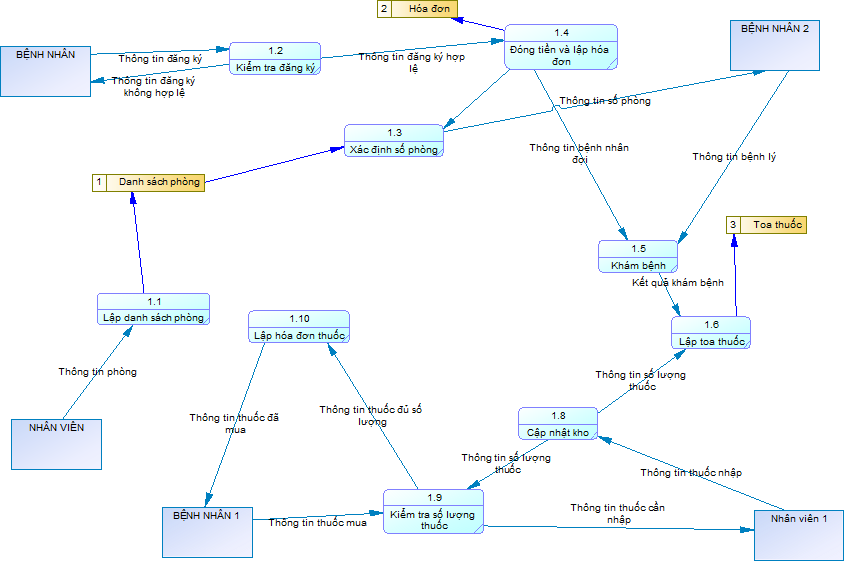 2 Hóa đơn
1.4
Đóng tiền và lập hóa
đơn
BỆNH NHÂN 2
BỆNH NHÂN
Thông tin đăng ký
1.2
Kiểm tra đăng ký
Thông tin đăng ký hợp
lệ
Thông tin đăng ký
không hợp lệ
Thông tin số phòng
1.3
Xác định số phòng
Thông tin bệnh nhân
đợi
Thông tin bệnh lý
1 Danh sách phòng
3 Toa thuốc
1.5
Khám bệnh
Kết quả khám bệnh
1.1
Lập danh sách phòng
1.10
Lập hóa đơn thuốc
1.6
Lập toa thuốc
Thông tin phòng
Thông tin số lượng
thuốc
NHÂN VIÊN
Thông tin thuốc đã
mua
Thông tin thuốc đủ số
lượng
1.8
Cập nhật kho
Thông tin số lượng
thuốc
Thông tin thuốc nhập
BỆNH NHÂN 1
Thông tin thuốc mua
1.9
Kiểm tra số lượng
thuốc
Thông tin thuốc cần
nhập
Nhân viên 1